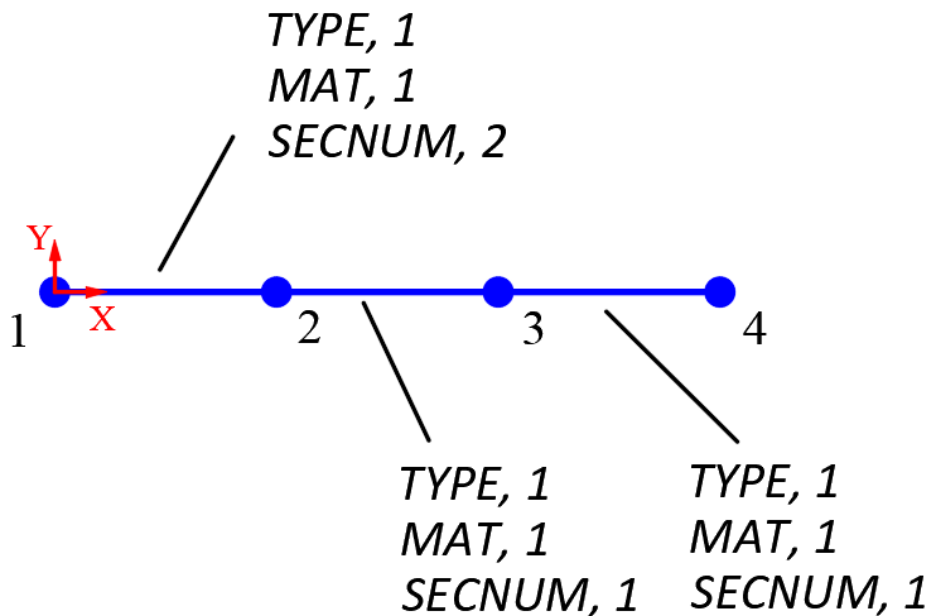 TYPE, 1
MAT, 1
SECNUM, 2
Y
X
1
2
3
4
TYPE, 1
MAT, 1
SECNUM, 1
TYPE, 1
MAT, 1
SECNUM, 1